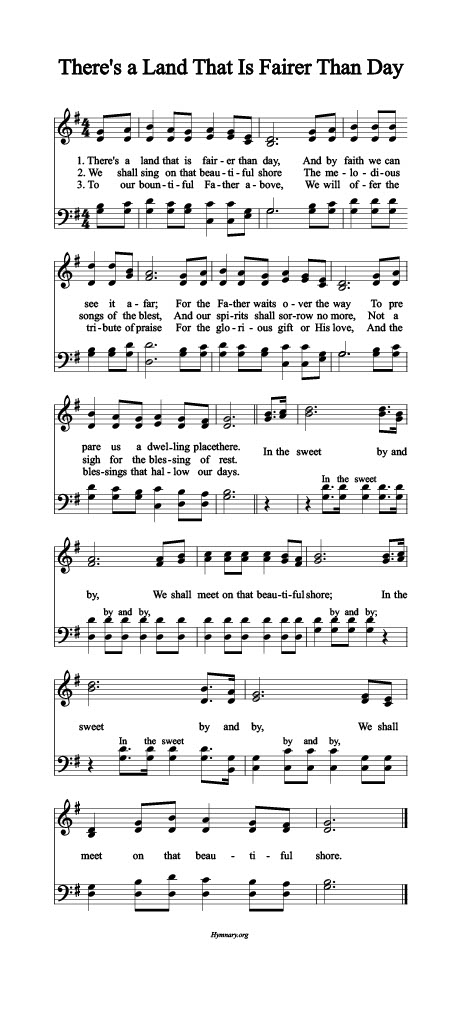 There's a Land That Is Fairer Than Day
4
4
1. There's a land that is fair - er than day, And by faith we can
2. We shall sing on that beau - ti - ful shore The me - lo - di - ous
3. To our boun - ti - ful Fa - ther a - bove, We will of - fer the
4
4
see it a - far; For the Fa - ther waits o - ver the way To pre
songs of the blest, And our spi - rits shall sor - row no more, Not a
tri - bute of praise For the glo - ri - ous gift or His love, And the
pare us a dwel - ling placethere. In the sweet by and
sigh for the bles - sing of rest.
bles - sings that hal - low our days.
In the sweet
by, We shall meet on that beau - ti - ful shore; In the
by and by, by and by;
sweet by and by, We shall
In the sweet by and by,
meet on that beau - ti - ful shore.
Hymnary.org